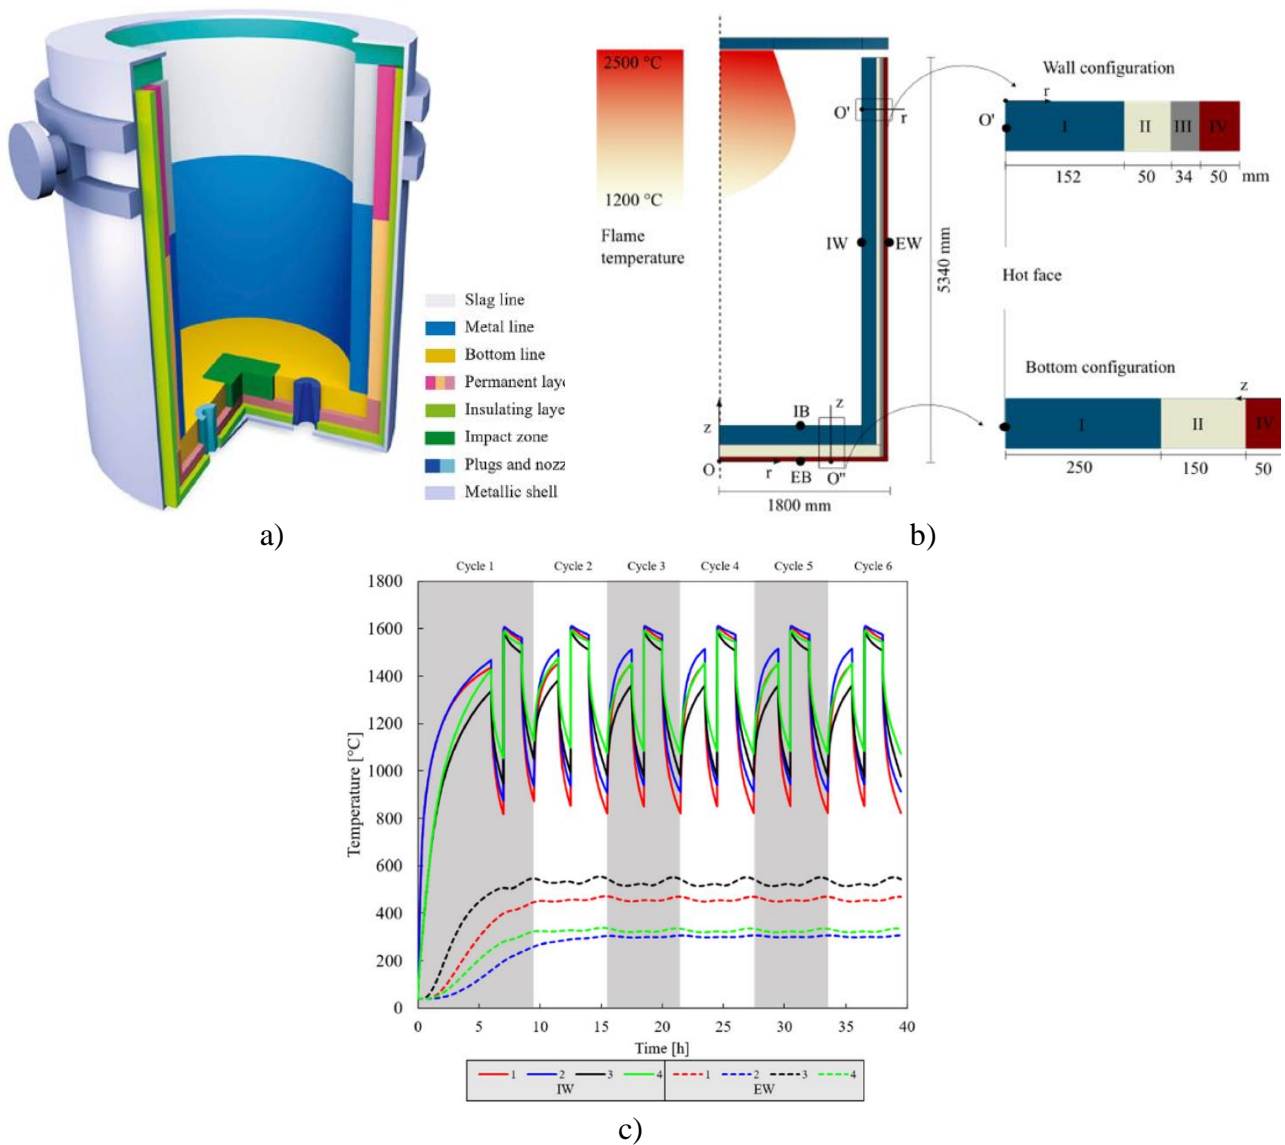 Slag line
Metal line
Bottom line
Permanent laye
Insulating laye
Impact zone
Plugs and nozz
Metallic shell
a)
2500 °C
1200 °C
Flame
temperature
O'
r
IW
EW
5340 mm
IB
z
z
O
r
EB
O''
1800 mm
Wall configuration
r
O'
I
II
III
IV
152
50
34
50
mm
Hot face
Bottom configuration
z
I
II
IV
250
150
50
b)
Cycle 1
Cycle 2
Cycle 3
Cycle 4
Cycle 5
Cycle 6
Temperature [°C]
1800
1600
1400
1200
1000
800
600
400
200
0
0
5
10
15
20
25
30
35
40
Time [h]
1 2 3 4
IW
1 2 3 4
EW
c)